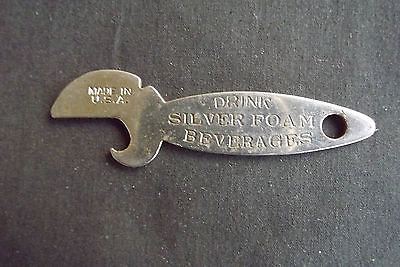 MADE IN
U.S.A.
DRINK
SILVER FOAM
BEVERAGES